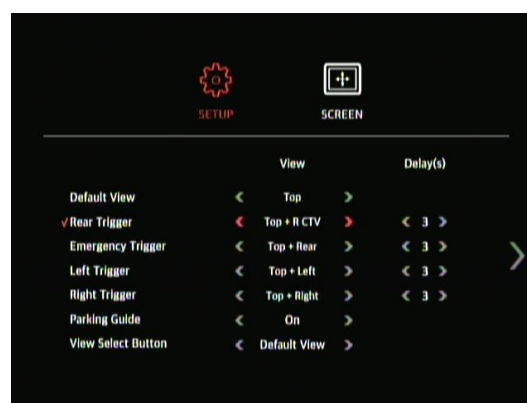 SETUP SCREEN
View Delay(s)
Default View < Top >
√ Rear Trigger < Top + R CTV > < 3 >
Emergency Trigger < Top + Rear > < 3 >
Left Trigger < Top + Left > < 3 >
Right Trigger < Top + Right > < 3 >
Parking Guide < On >
View Select Button < Default View >